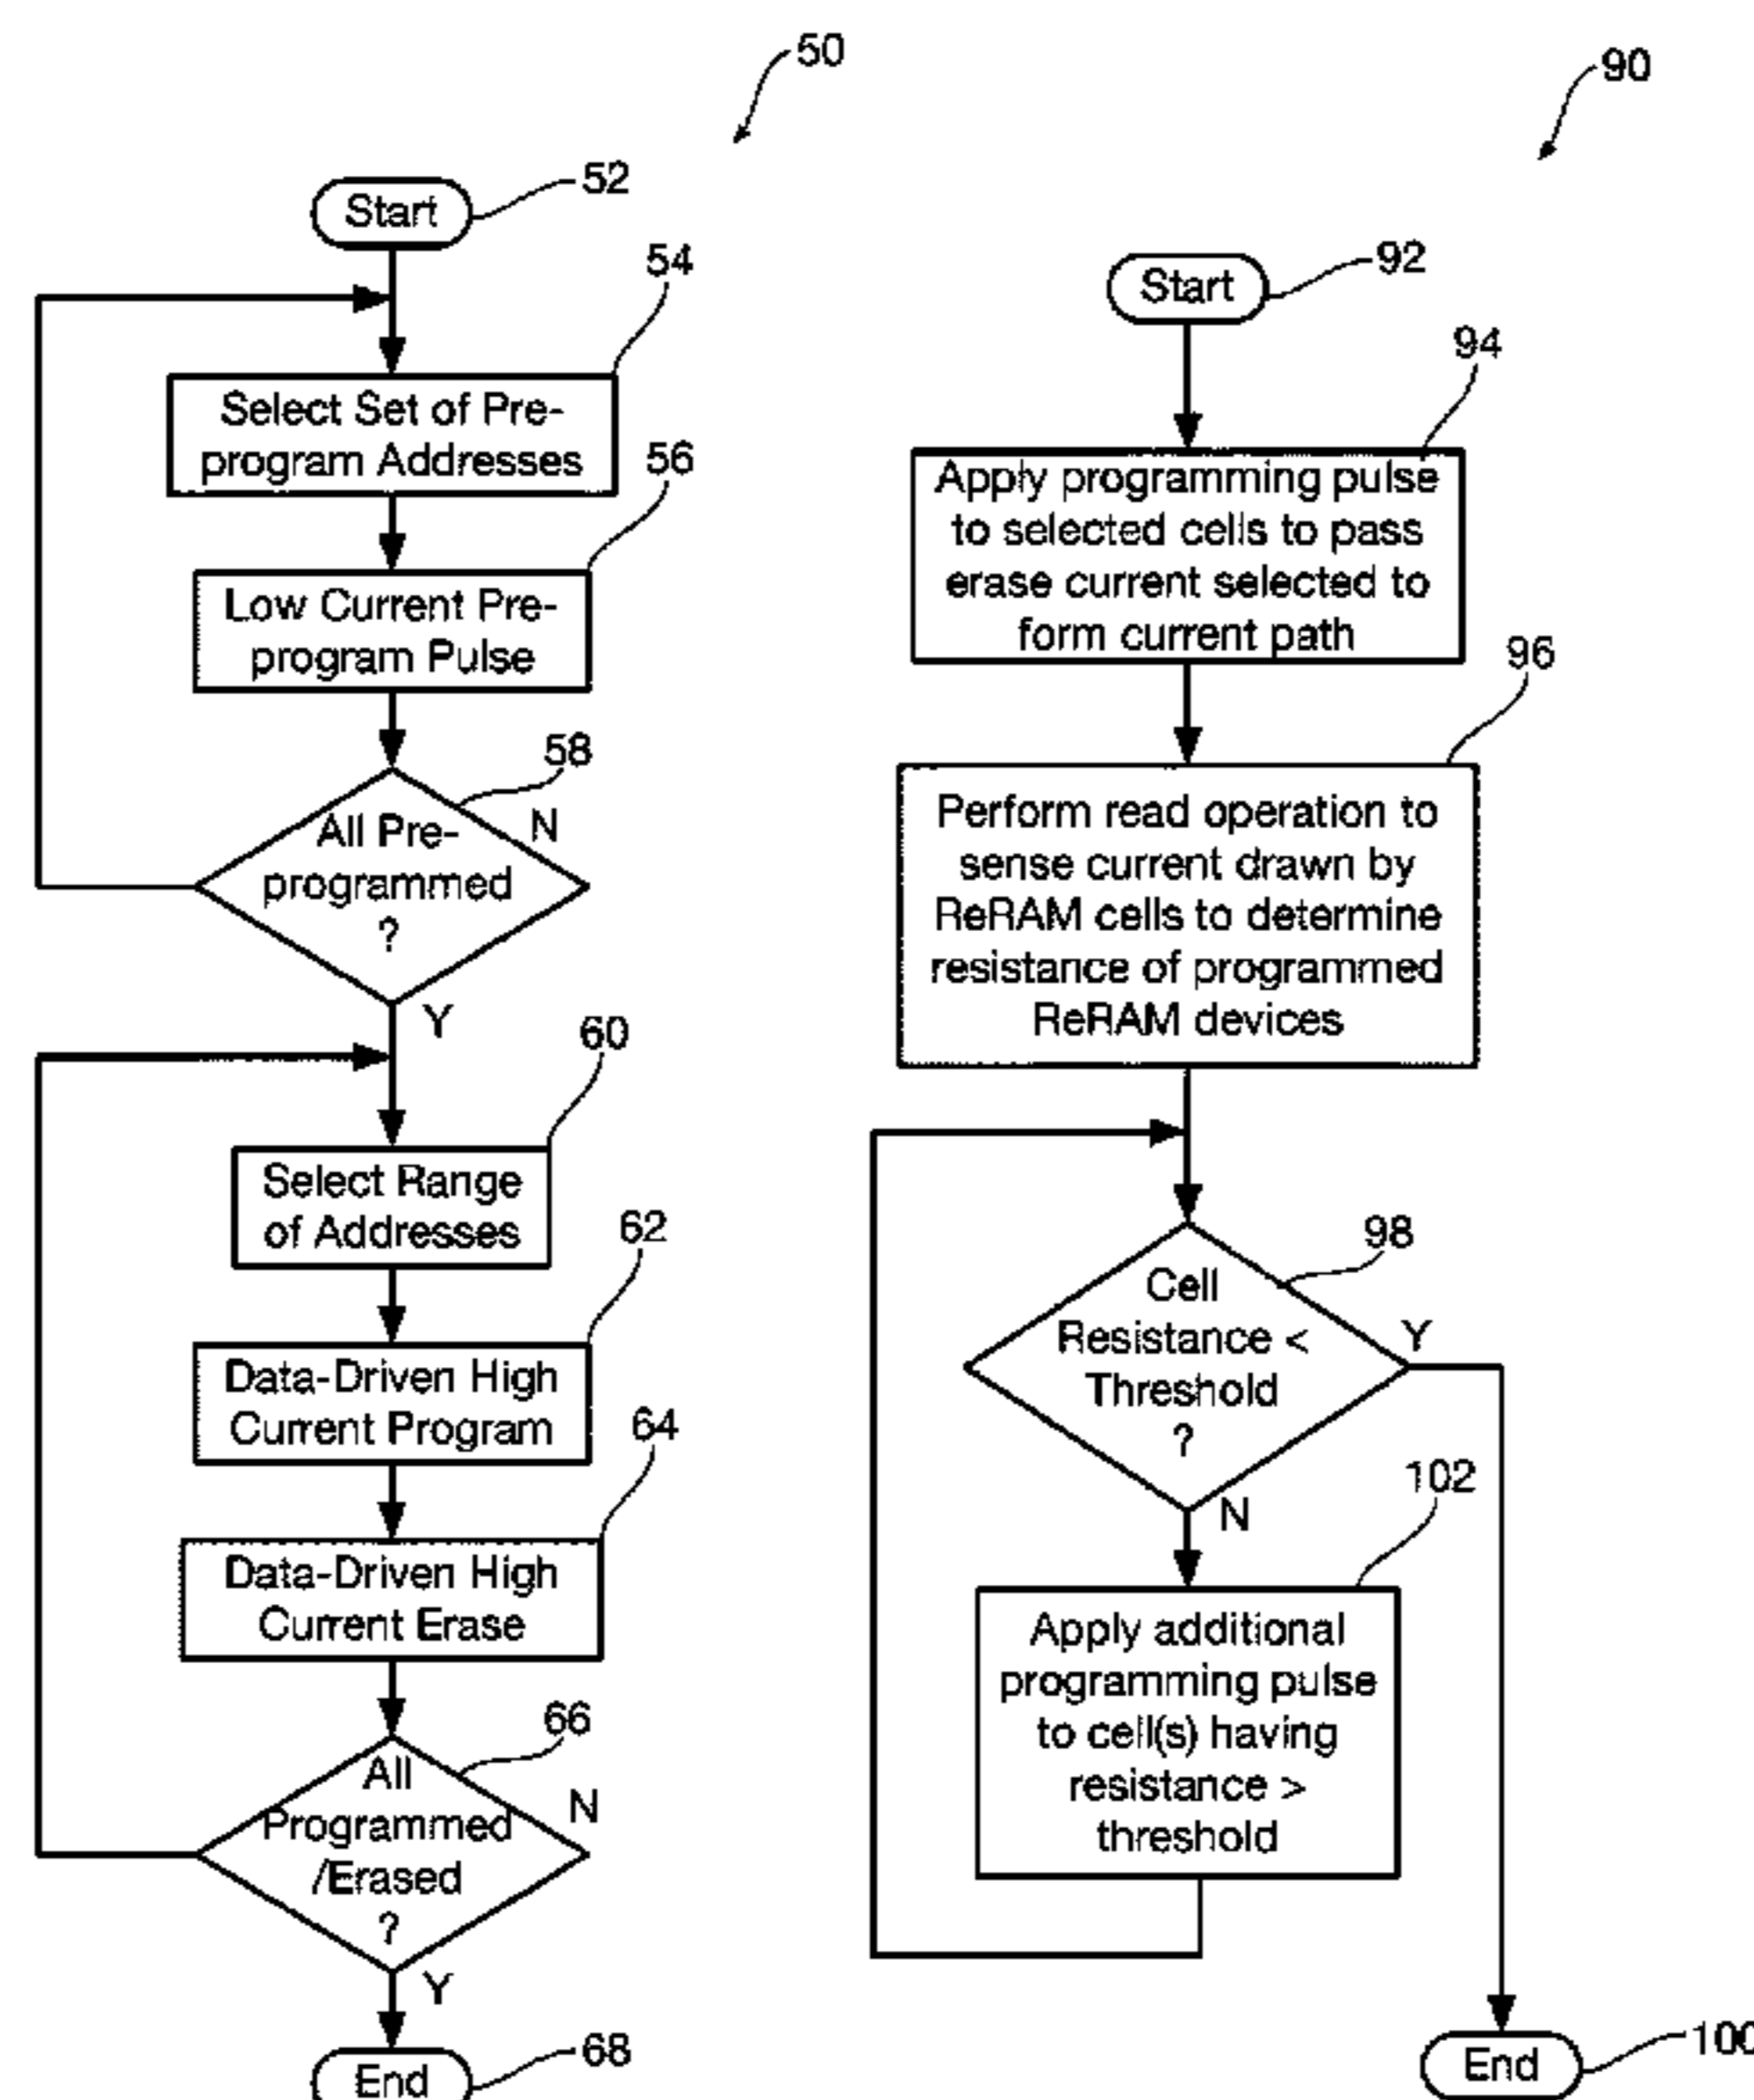 50
52
Start
54
Select Set of Pre-
program Addresses
56
Low Current Pre-
program Pulse
58
All Pre-
programmed
?
N
Y
60
Select Range
of Addresses
62
Data-Driven High
Current Program
64
Data-Driven High
Current Erase
66
All
Programmed
/Erased
?
N
Y
68
End
90
92
Start
94
Apply programming pulse
to selected cells to pass
erase current selected to
form current path
96
Perform read operation to
sense current drawn by
ReRAM cells to determine
resistance of programmed
ReRAM devices
98
Cell
Resistance <
Threshold
?
Y
N
102
Apply additional
programming pulse
to cell(s) having
resistance >
threshold
100
End